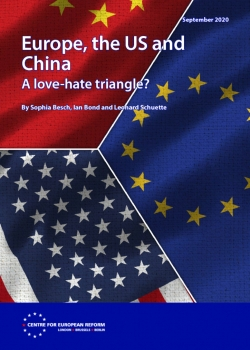 September 2020
Europe, the US and
China
A love-hate triangle?
By Sophia Besch, Ian Bond and Leonard Schuette
CENTRE FOR EUROPEAN REFORM
LONDON • BRUSSELS • BERLIN